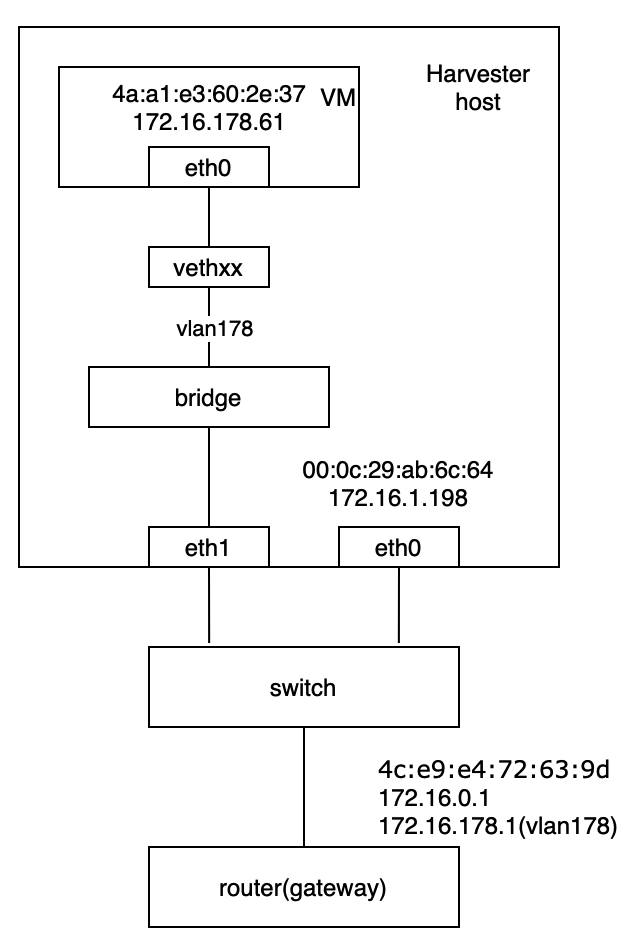 Harvester
host
4a:a1:e3:60:2e:37 VM
172.16.178.61
eth0
vethxx
vlan178
bridge
00:0c:29:ab:6c:64
172.16.1.198
eth1
eth0
switch
4c:e9:e4:72:63:9d
172.16.0.1
172.16.178.1(vlan178)
router(gateway)